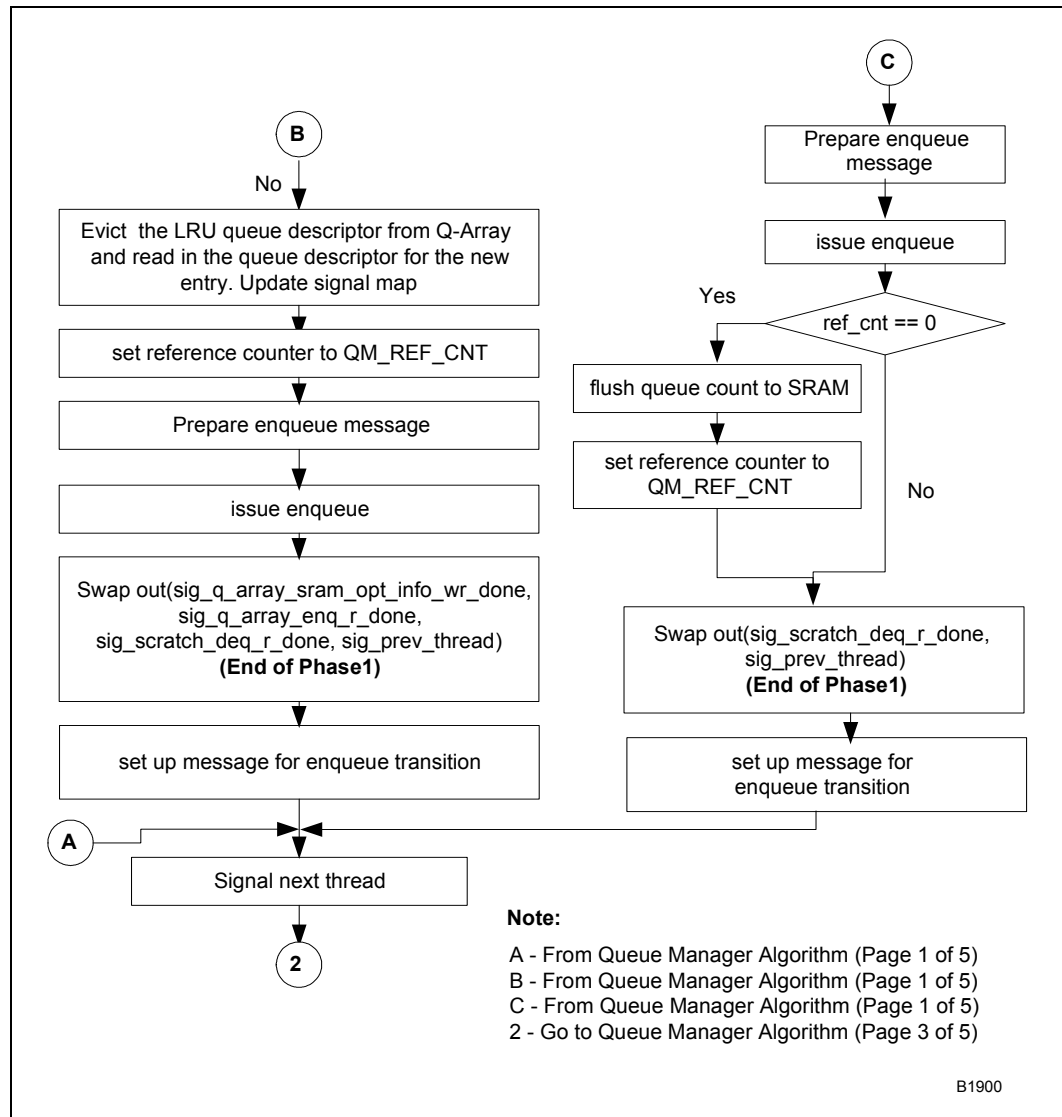 B
No
Evict the LRU queue descriptor from Q-Array
and read in the queue descriptor for the new
entry. Update signal map
set reference counter to QM_REF_CNT
Prepare enqueue message
issue enqueue
Swap out(sig_q_array_sram_opt_info_wr_done,
sig_q_array_enq_r_done,
sig_scratch_deq_r_done, sig_prev_thread)
(End of Phase1)
set up message for enqueue transition
A
Signal next thread
2
C
Prepare enqueue
message
issue enqueue
Yes
ref_cnt == 0
flush queue count to SRAM
set reference counter to
QM_REF_CNT
No
Swap out(sig_scratch_deq_r_done,
sig_prev_thread)
(End of Phase1)
set up message for
enqueue transition
Note:
A - From Queue Manager Algorithm (Page 1 of 5)
B - From Queue Manager Algorithm (Page 1 of 5)
C - From Queue Manager Algorithm (Page 1 of 5)
2 - Go to Queue Manager Algorithm (Page 3 of 5)
B1900